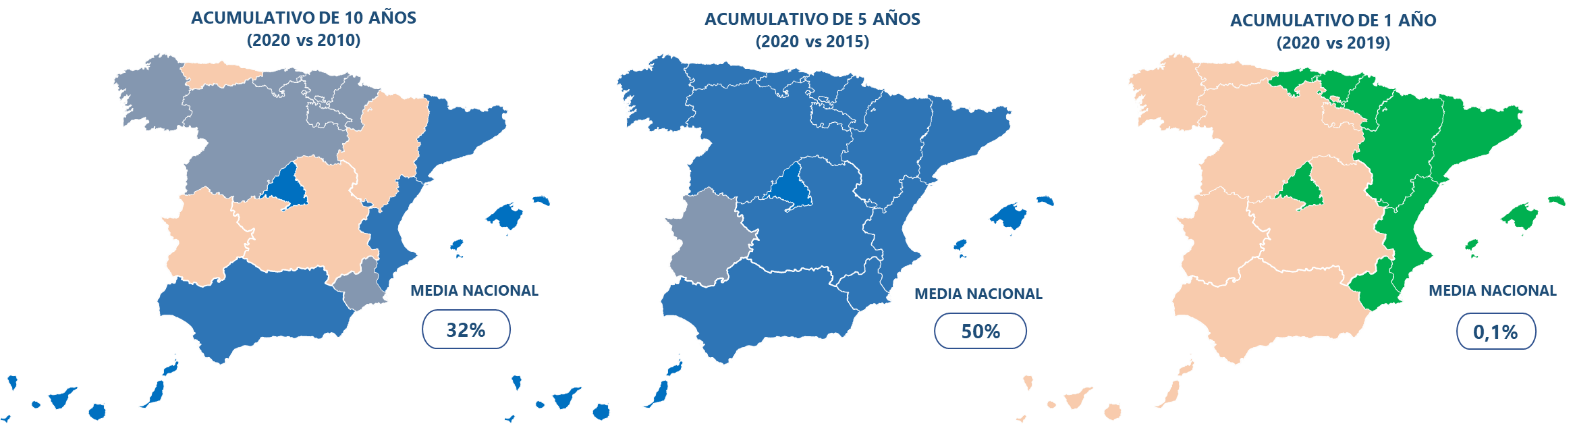 ACUMULATIVO DE 10 AÑOS
(2020 vs 2010)
MEDIA NACIONAL
32%
ACUMULATIVO DE 5 AÑOS
(2020 vs 2015)
MEDIA NACIONAL
50%
ACUMULATIVO DE 1 AÑO
(2020 vs 2019)
MEDIA NACIONAL
0,1%